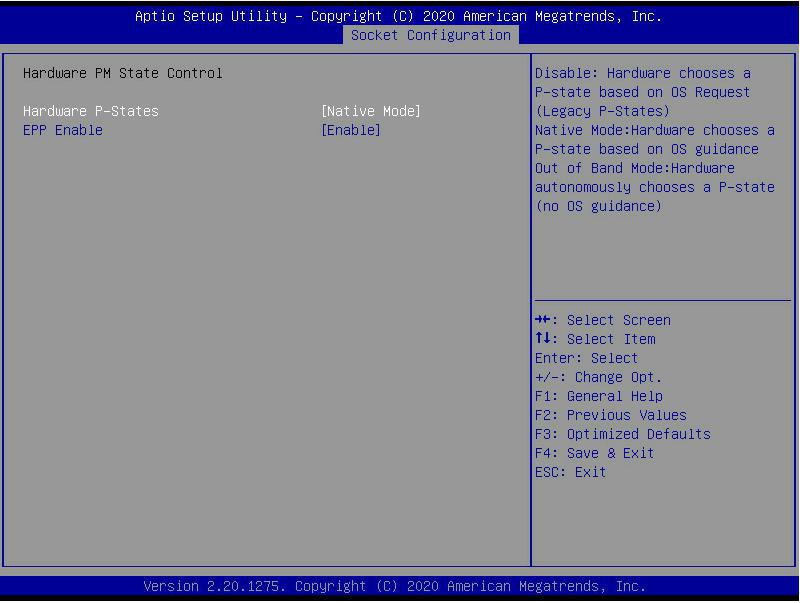 Aptio Setup Utility – Copyright (C) 2020 American Megatrends, Inc.
Socket Configuration
Hardware PM State Control
Hardware P-States [Native Mode]
EPP Enable [Enable]
Disable: Hardware chooses a
P-state based on OS Request
(Legacy P-States)
Native Mode:Hardware chooses a
P-state based on OS guidance
Out of Band Mode:Hardware
autonomously chooses a P-state
(no OS guidance)
→←: Select Screen
↑↓: Select Item
Enter: Select
+/-: Change Opt.
F1: General Help
F2: Previous Values
F3: Optimized Defaults
F4: Save & Exit
ESC: Exit
Version 2.20.1275. Copyright (C) 2020 American Megatrends, Inc.